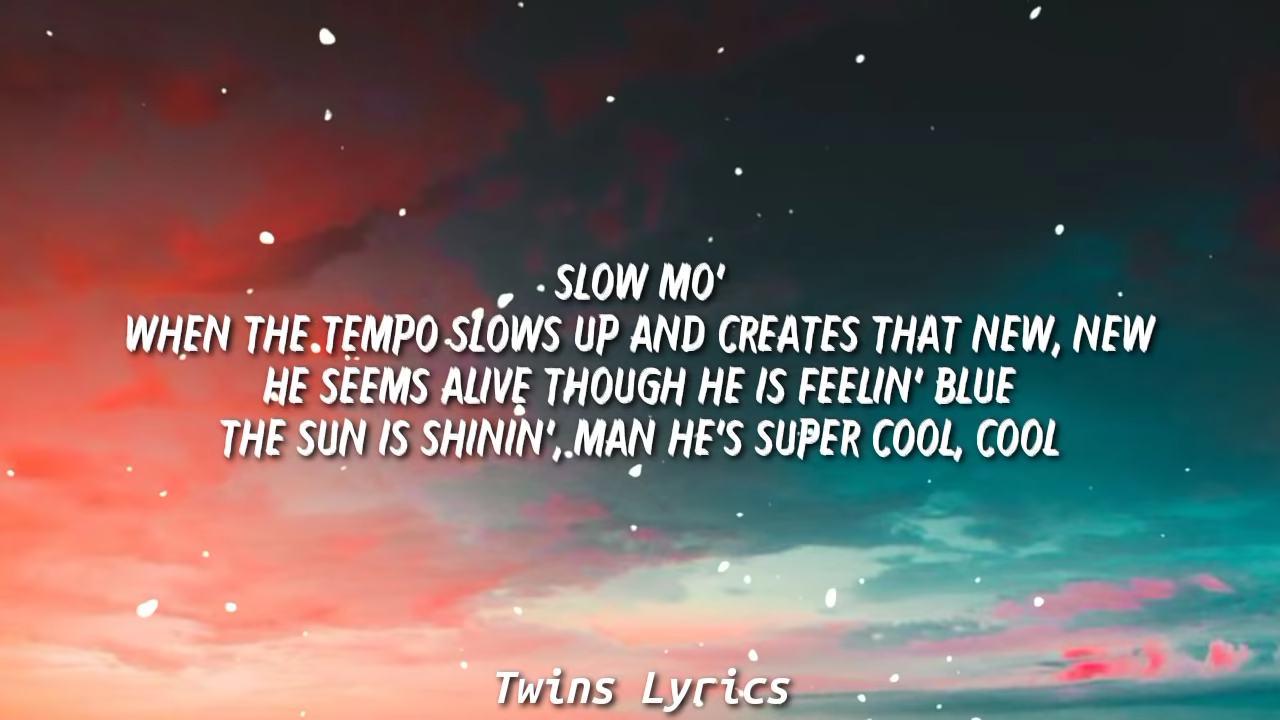 SLOW MO'
WHEN THE TEMPO SLOWS UP AND CREATES THAT NEW, NEW
HE SEEMS ALIVE THOUGH HE IS FEELIN' BLUE
THE SUN IS SHININ', MAN HE'S SUPER COOL, COOL
Twins Lyrics